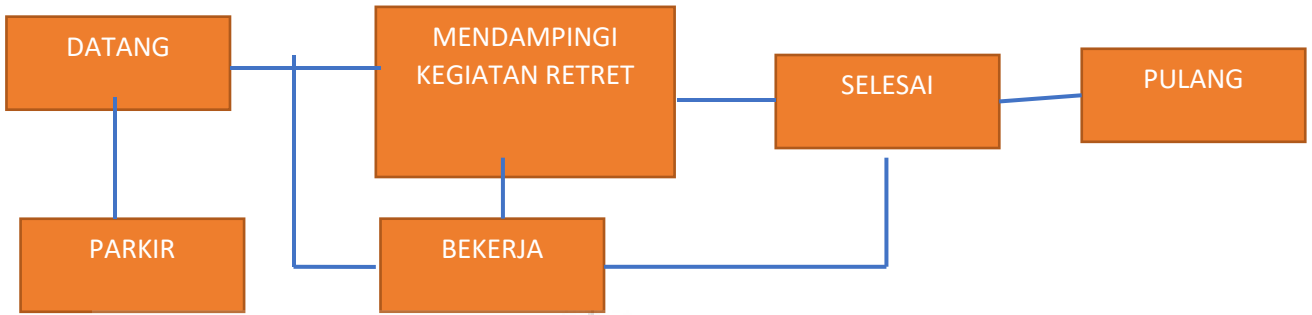 DATANG
MENDAMPINGI
KEGIATAN RETRET
SELESAI
PULANG
PARKIR
BEKERJA